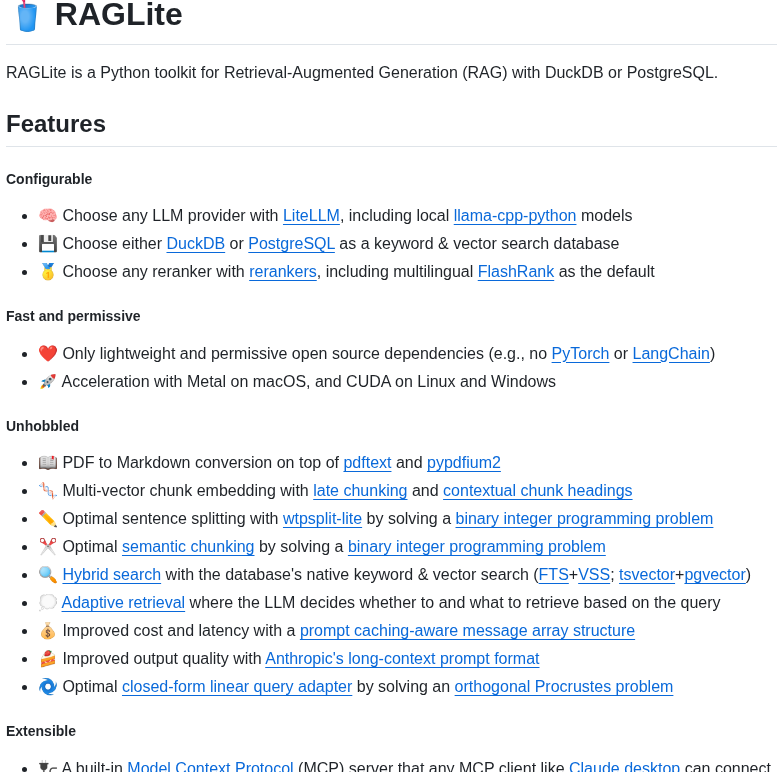 RAGLite
RAGLite is a Python toolkit for Retrieval-Augmented Generation (RAG) with DuckDB or PostgreSQL.
Features
Configurable
🧠 Choose any LLM provider with LiteLLM, including local llama-cpp-python models
💾 Choose either DuckDB or PostgreSQL as a keyword & vector search database
🥇 Choose any reranker with rerankers, including multilingual FlashRank as the default
Fast and permissive
❤️ Only lightweight and permissive open source dependencies (e.g., no PyTorch or LangChain)
🚀 Acceleration with Metal on macOS, and CUDA on Linux and Windows
Unhobbled
📖 PDF to Markdown conversion on top of pdftext and pypdfium2
🧬 Multi-vector chunk embedding with late chunking and contextual chunk headings
✏️ Optimal sentence splitting with wtpsplit-lite by solving a binary integer programming problem
✂️ Optimal semantic chunking by solving a binary integer programming problem
🔍 Hybrid search with the database's native keyword & vector search (FTS+VSS; tsvector+pgvector)
💭 Adaptive retrieval where the LLM decides whether to and what to retrieve based on the query
💰 Improved cost and latency with a prompt caching-aware message array structure
🍰 Improved output quality with Anthropic's long-context prompt format
🌀 Optimal closed-form linear query adapter by solving an orthogonal Procrustes problem
Extensible
🔌 A built-in Model Context Protocol (MCP) server that any MCP client like Claude desktop can connect